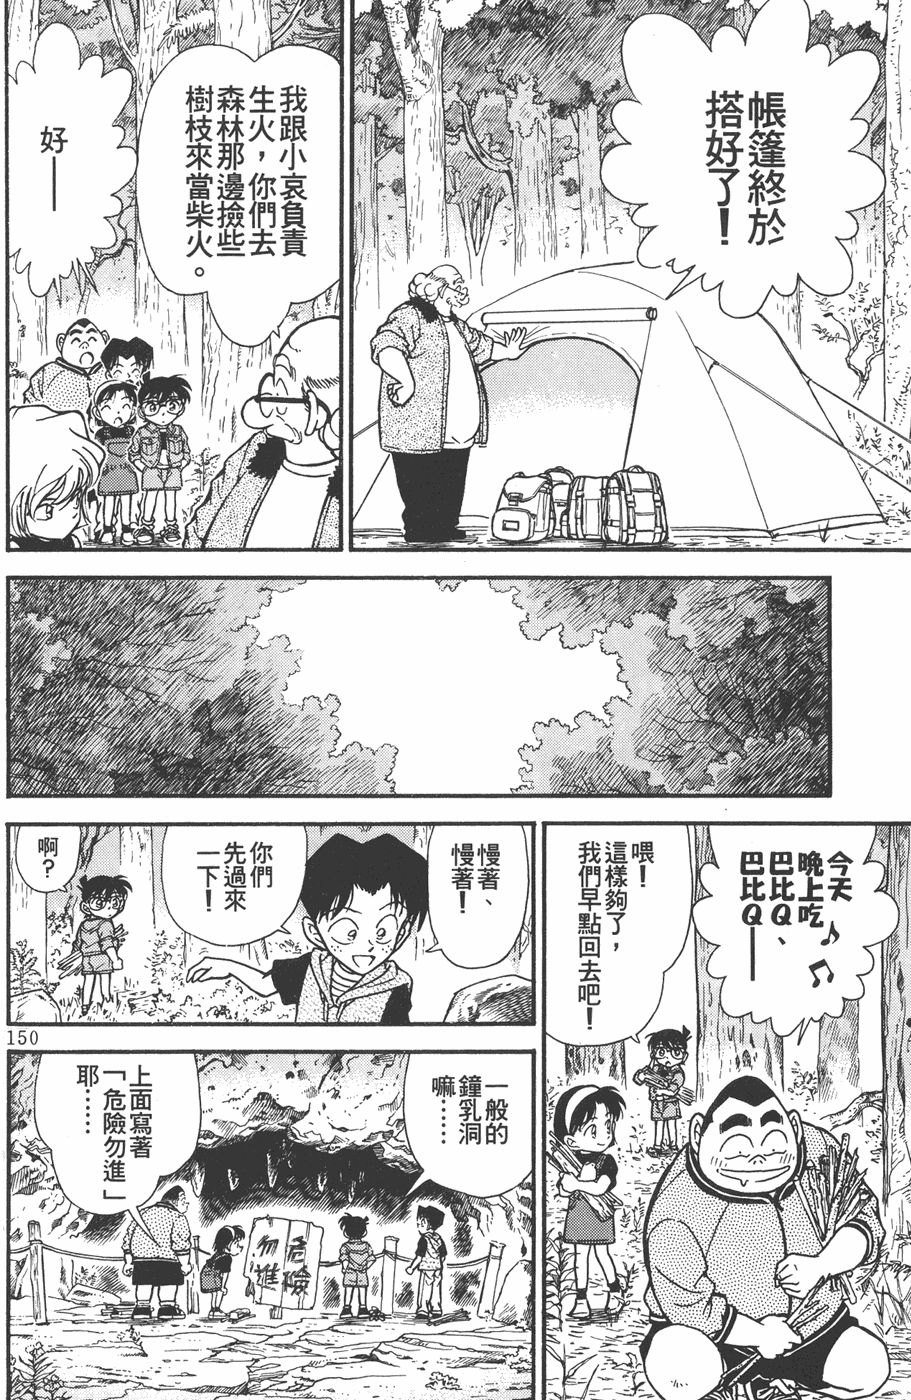 帳篷終於
搭好了！
我跟小哀負責
生火，你們去
森林那邊撿些
樹枝來當柴火。
好——
今天
晚上吃
巴比Q、
巴比Q——
喂！
這樣夠了，
我們早點回去吧！
慢著、
慢著！
你們
先過來
一下！
啊？
一般的
鐘乳洞
嘛……
上面寫著
「危險勿進」
耶……
危險
勿進
150